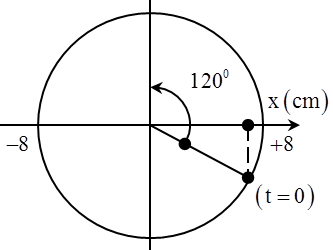 120⁰
x (cm)
−8
+8
(t = 0)